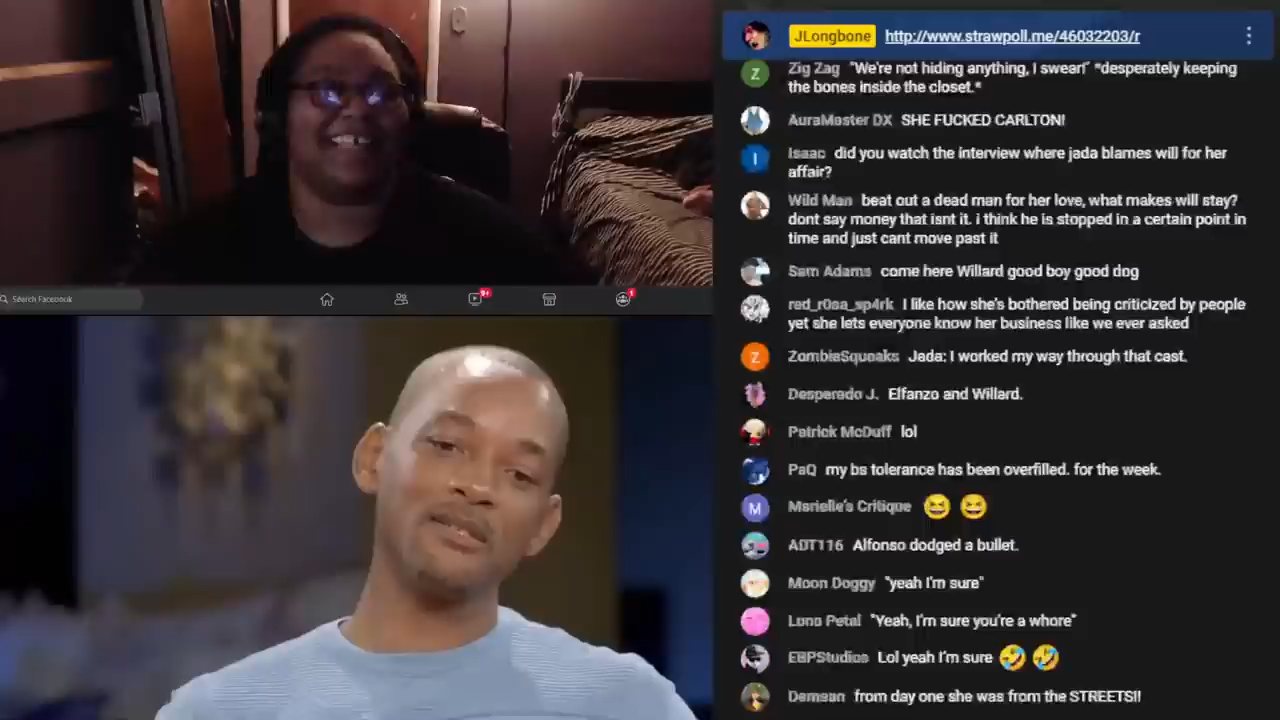 JLongbone http://www.strawpoll.me/46032203/r
Zig Zag "We're not hiding anything, I swear!" *desperately keeping
the bones inside the closet.*
AuraMaster DX SHE FUCKED CARLTON!
Isaac did you watch the interview where jada blames will for her
affair?
Wild Man beat out a dead man for her love, what makes will stay?
dont say money that isnt it. i think he is stopped in a certain point in
time and just cant move past it
Sam Adams come here Willard good boy good dog
red_r0sa_sp4rk I like how she's bothered being criticized by people
yet she lets everyone know her business like we ever asked
ZombieSqueaks Jada: I worked my way through that cast.
Desperado J. Elfanzo and Willard.
Patrick McDuff lol
PaQ my bs tolerance has been overfilled. for the week.
Marielle's Critique
ADT116 Alfonso dodged a bullet.
Moon Doggy "yeah I'm sure"
Luna Petal "Yeah, I'm sure you're a whore"
EBPStudios Lol yeah I'm sure
Damean from day one she was from the STREETS!!
Search Facebook
9+
1
Z
I
Z
M